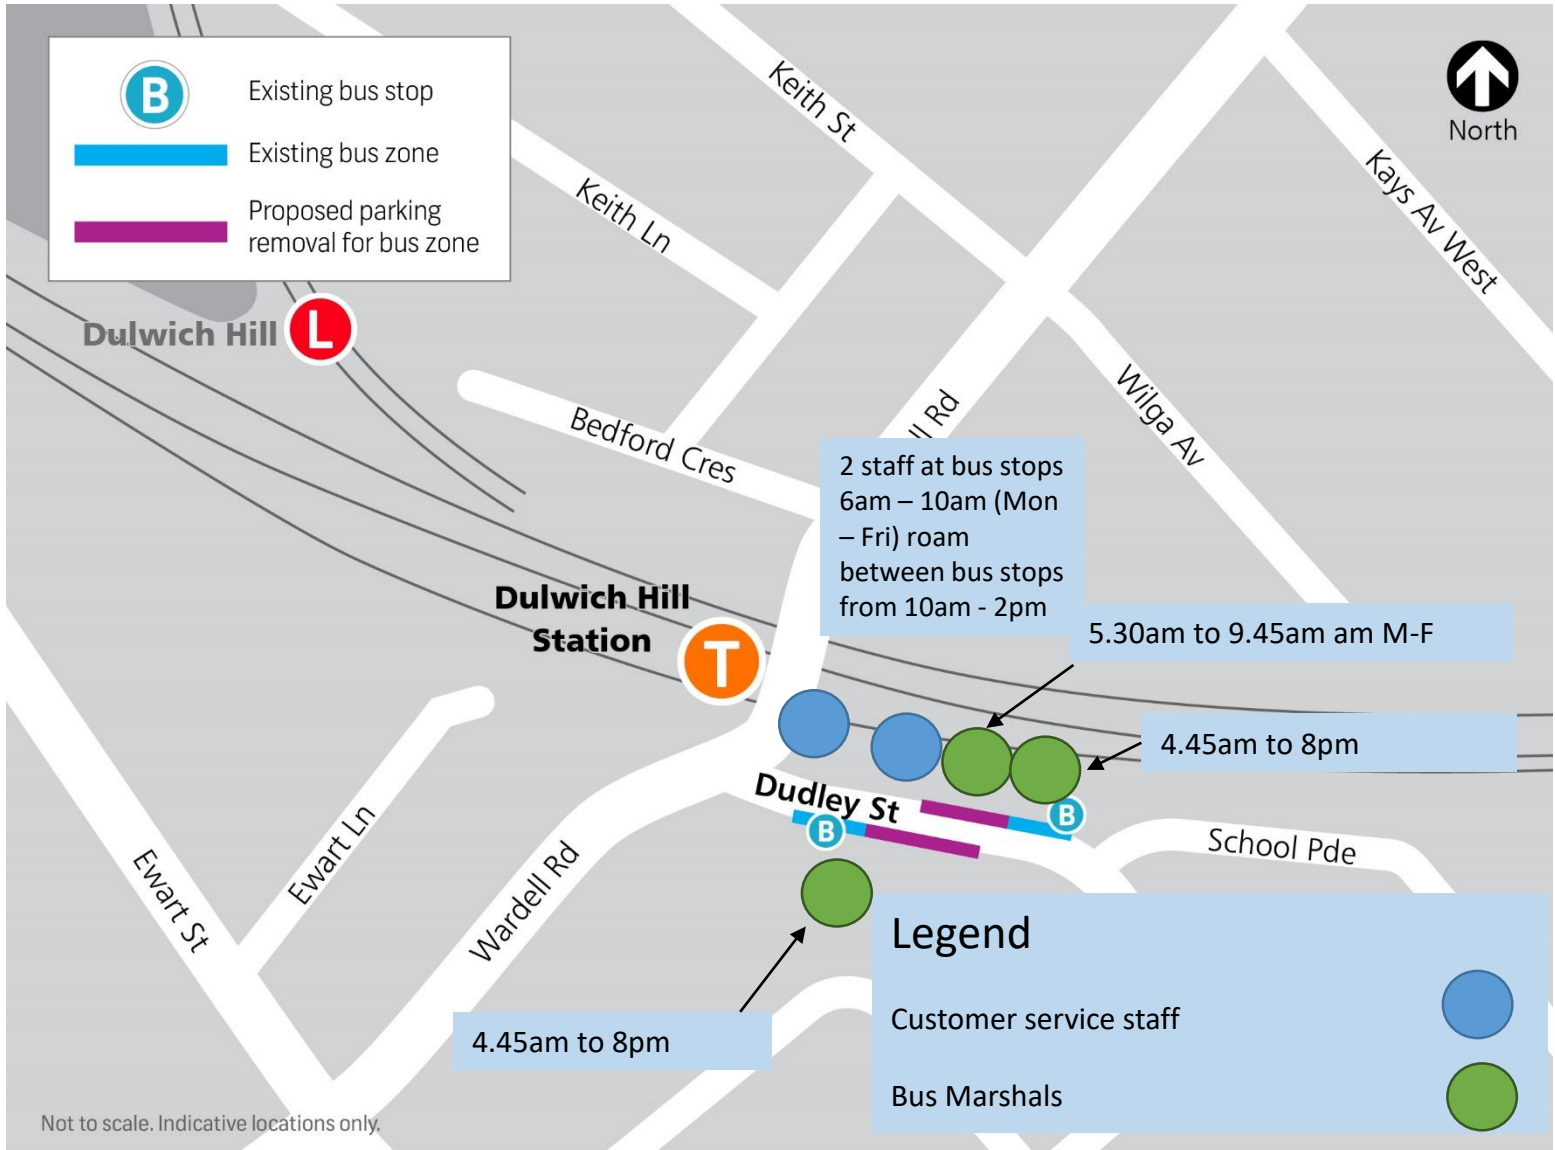 B
Existing bus stop
Existing bus zone
Proposed parking
removal for bus zone
North
Keith St
Keith Ln
Kays Av West
Dulwich Hill
L
Bedford Cres
ll Rd
Wilga Av
2 staff at bus stops
6am – 10am (Mon
– Fri) roam
between bus stops
from 10am - 2pm
Dulwich Hill
Station
T
5.30am to 9.45am am M-F
4.45am to 8pm
Dudley St
B
B
School Pde
Ewart Ln
Ewart St
Wardell Rd
4.45am to 8pm
Legend
Customer service staff
Bus Marshals
Not to scale. Indicative locations only.